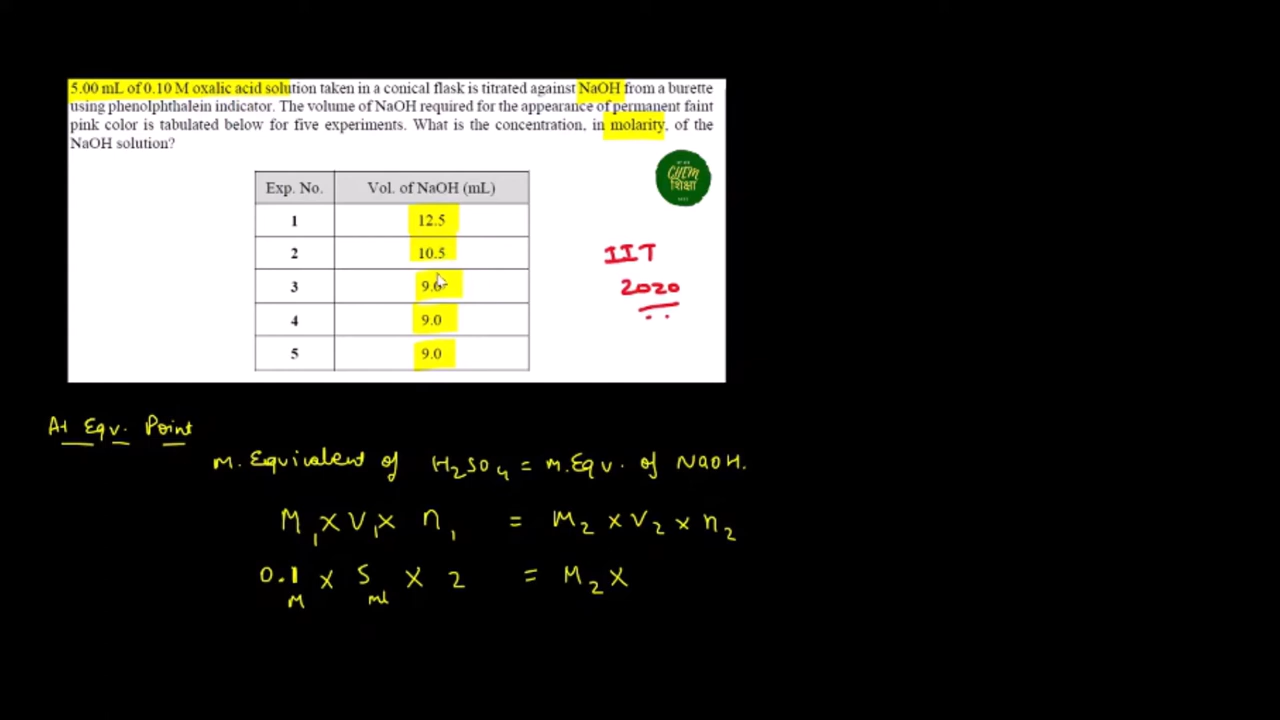 5.00 mL of 0.10 M oxalic acid solution taken in a conical flask is titrated against NaOH from a burette
using phenolphthalein indicator. The volume of NaOH required for the appearance of permanent faint
pink color is tabulated below for five experiments. What is the concentration, in molarity, of the
NaOH solution?
CHEM
शिक्षा
Exp. No. Vol. of NaOH (mL)
1 12.5
2 10.5
3 9.0
4 9.0
5 9.0
IIT
2020
At Eqv. Point
M. Equivalent of H₂SO₄ = M. Eqv. of NaOH.
M₁ × V₁ × n₁ = M₂ × V₂ × n₂
0.1 M × 5 ml × 2 = M₂ ×